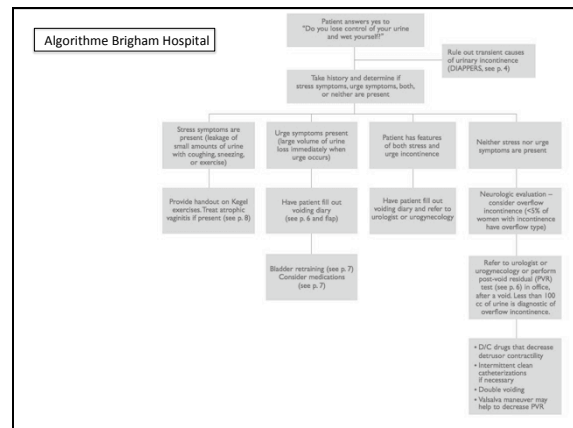 Algorithme Brigham Hospital
Patient answers yes to
"Do you lose control of your urine
and wet yourself?"
Rule out transient causes
of urinary incontinence
(DIAPPERS, see p. 4)
Take history and determine if
stress symptoms, urge symptoms, both,
or neither are present
Stress symptoms are
present (leakage of
small amounts of urine
with coughing, sneezing,
or exercise)
Urge symptoms present
(large volume of urine
loss immediately when
urge occurs)
Patient has features
of both stress and
urge incontinence
Neither stress nor urge
symptoms are present
Provide handout on Kegel
exercises. Treat atrophic
vaginitis if present (see p. 8)
Have patient fill out
voiding diary
(see p. 6 and flap)
Have patient fill out
voiding diary and refer to
urologist or urogynecology
Neurologic evaluation –
consider overflow
incontinence (<5% of
women with incontinence
have overflow type)
Bladder retraining (see p. 7)
Consider medications
(see p. 7)
Refer to urologist or
urogynecology or perform
post-void residual (PVR)
test (see p. 6) in office,
after a void. Less than 100
cc of urine is diagnostic of
overflow incontinence.
• D/C drugs that decrease
detrusor contractility
• Intermittent clean
catheterizations
if necessary
• Double voiding
• Valsalva maneuver may
help to decrease PVR